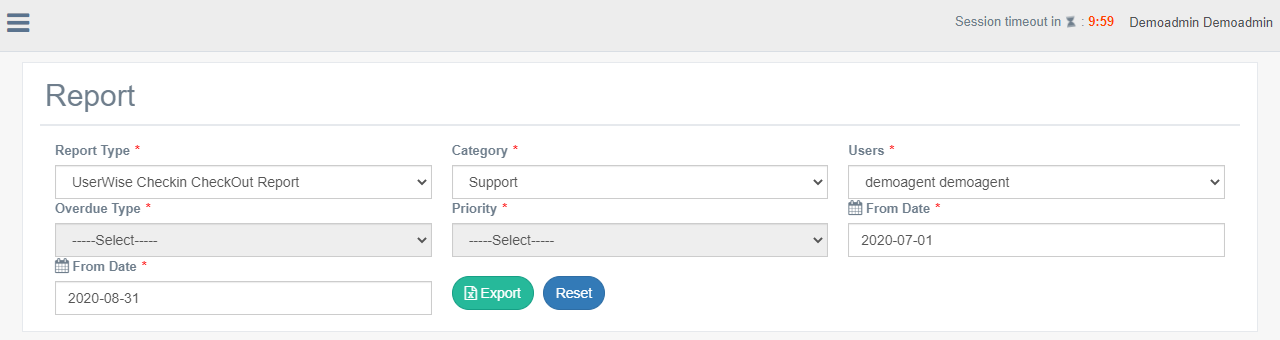 Session timeout in : 9:59 Demoadmin Demoadmin
Report
Report Type * Category * Users *
UserWise Checkin CheckOut Report Support demoagent demoagent
Overdue Type * Priority * From Date *
-----Select----- -----Select----- 2020-07-01
From Date *
2020-08-31 Export Reset